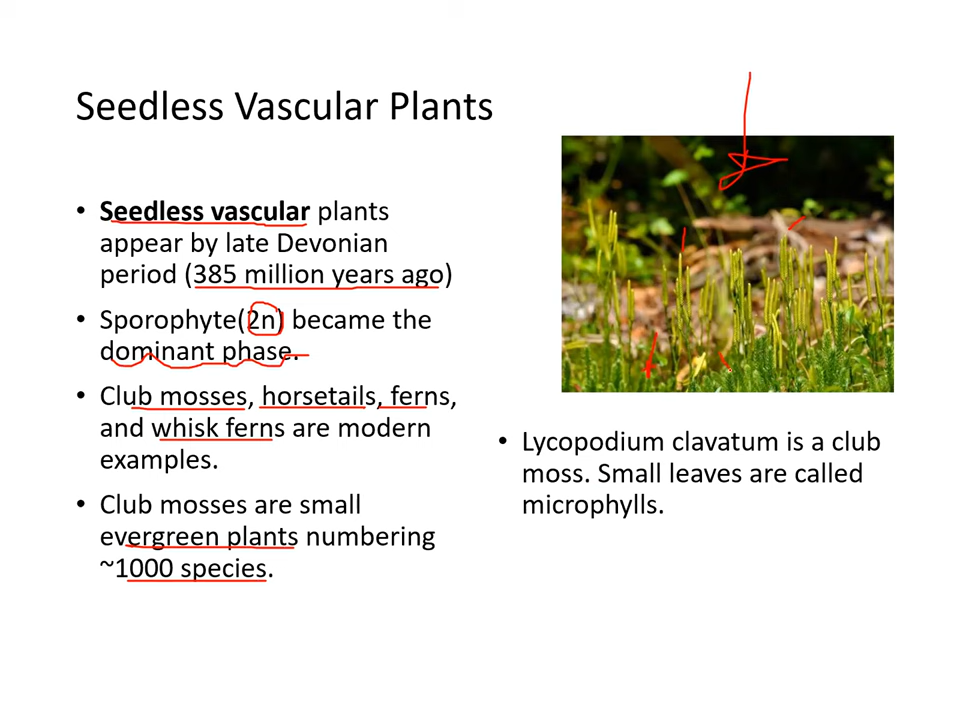 Seedless Vascular Plants
• Seedless vascular plants
appear by late Devonian
period (385 million years ago)
• Sporophyte(2n) became the
dominant phase.
• Club mosses, horsetails, ferns,
and whisk ferns are modern
examples.
• Club mosses are small
evergreen plants numbering
~1000 species.
• Lycopodium clavatum is a club
moss. Small leaves are called
microphylls.